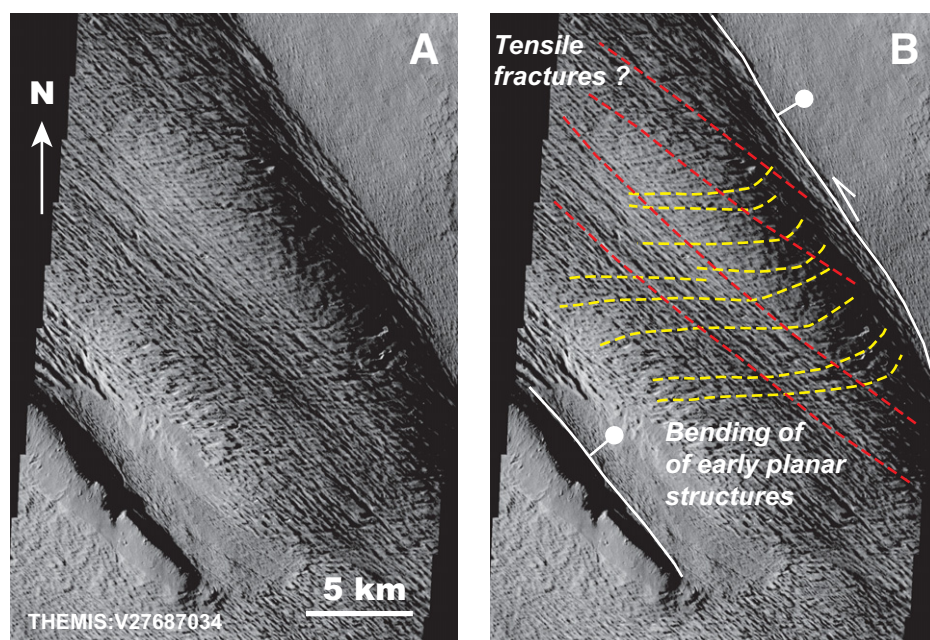 A
N
5 km
THEMIS:V27687034
B
Tensile
fractures ?
Bending of
of early planar
structures